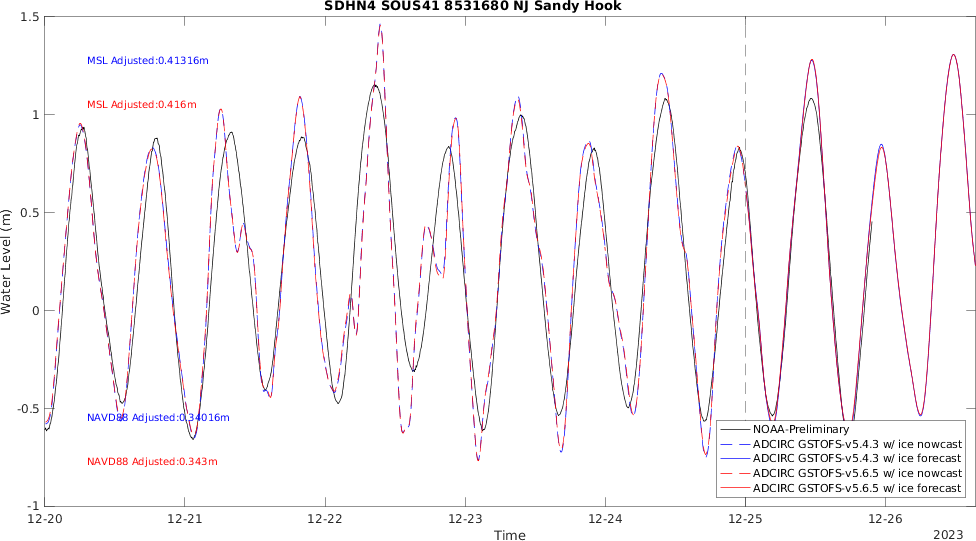 SDHN4 SOUS41 8531680 NJ Sandy Hook
1.5
1
0.5
0
-0.5
-1
Water Level (m)
MSL Adjusted:0.41316m
MSL Adjusted:0.416m
NAVD88 Adjusted:0.34016m
NAVD88 Adjusted:0.343m
NOAA-Preliminary
ADCIRC GSTOFS-v5.4.3 w/ ice nowcast
ADCIRC GSTOFS-v5.4.3 w/ ice forecast
ADCIRC GSTOFS-v5.6.5 w/ ice nowcast
ADCIRC GSTOFS-v5.6.5 w/ ice forecast
12-20 12-21 12-22 12-23 12-24 12-25 12-26
Time
2023